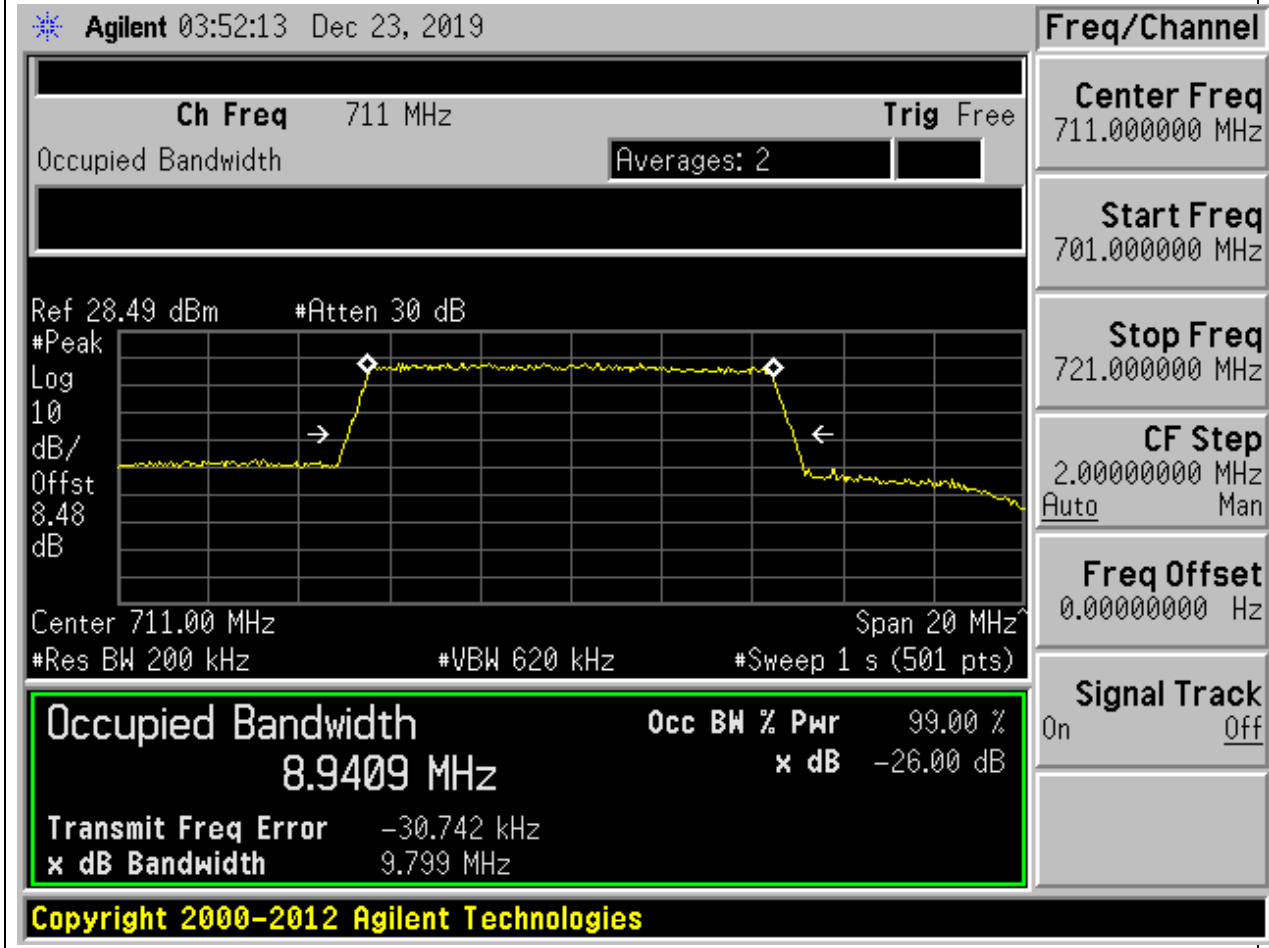 Agilent 03:52:13 Dec 23, 2019
Freq/Channel
Ch Freq 711 MHz Trig Free
Occupied Bandwidth Averages: 2
Ref 28.49 dBm #Atten 30 dB
#Peak
Log
10
dB/
Offst
8.48
dB
Center 711.00 MHz Span 20 MHz^
#Res BW 200 kHz #VBW 620 kHz #Sweep 1 s (501 pts)
Occupied Bandwidth
8.9409 MHz
Occ BW % Pwr 99.00 %
x dB -26.00 dB
Transmit Freq Error -30.742 kHz
x dB Bandwidth 9.799 MHz
Center Freq
711.000000 MHz
Start Freq
701.000000 MHz
Stop Freq
721.000000 MHz
CF Step
2.00000000 MHz
Auto Man
Freq Offset
0.00000000 Hz
Signal Track
On Off
Copyright 2000-2012 Agilent Technologies